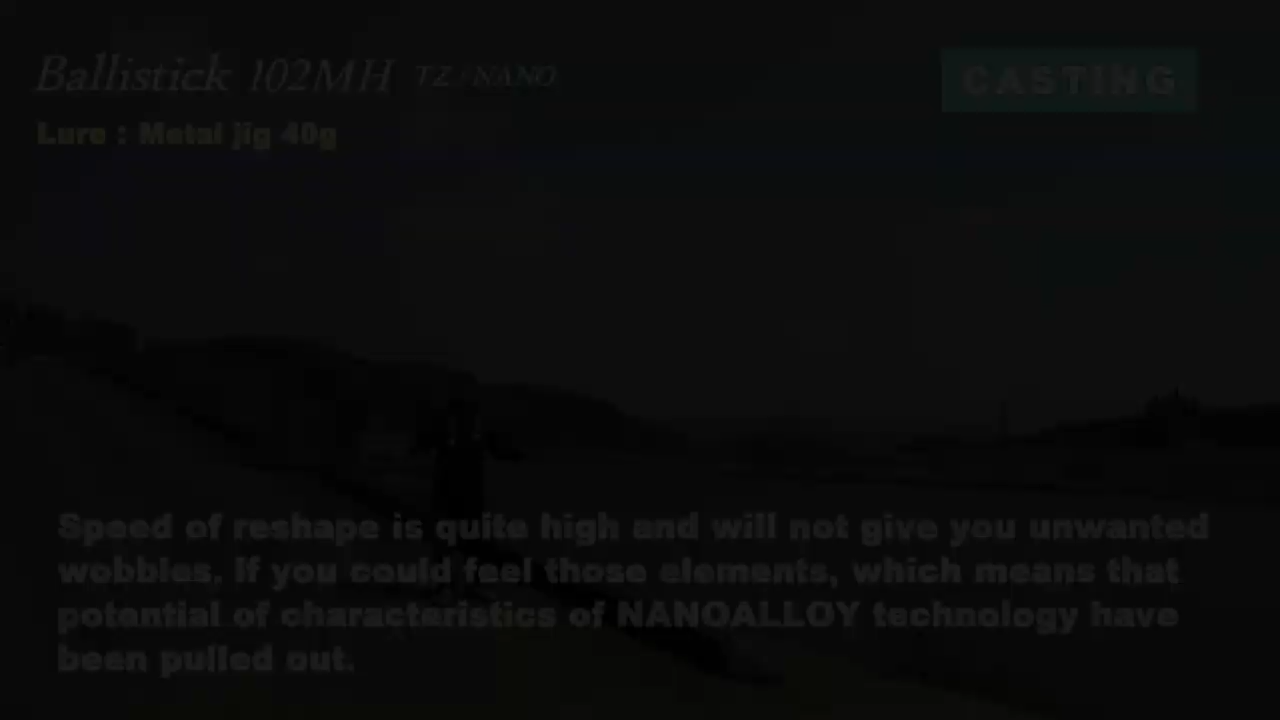 Ballistick 102MH TZ/NANO
CASTING
Lure : Metal jig 40g
Speed of reshape is quite high and will not give you unwanted
wobbles. If you could feel those elements, which means that
potential of characteristics of NANOALLOY technology have
been pulled out.